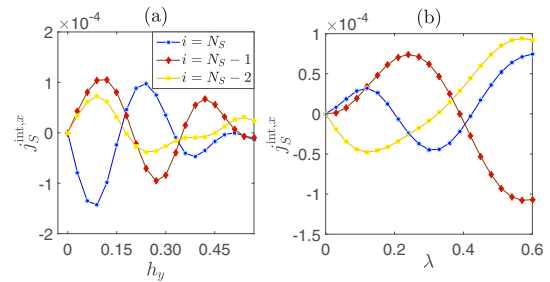 (a)
×10⁻⁴
2
1
0
-1
-2
j_S^{int,x}
i = N_S
i = N_S − 1
i = N_S − 2
0 0.15 0.30 0.45
h_y
(b)
×10⁻⁴
1
0.5
0
-0.5
-1
-1.5
j_S^{int,x}
0 0.2 0.4 0.6
λ